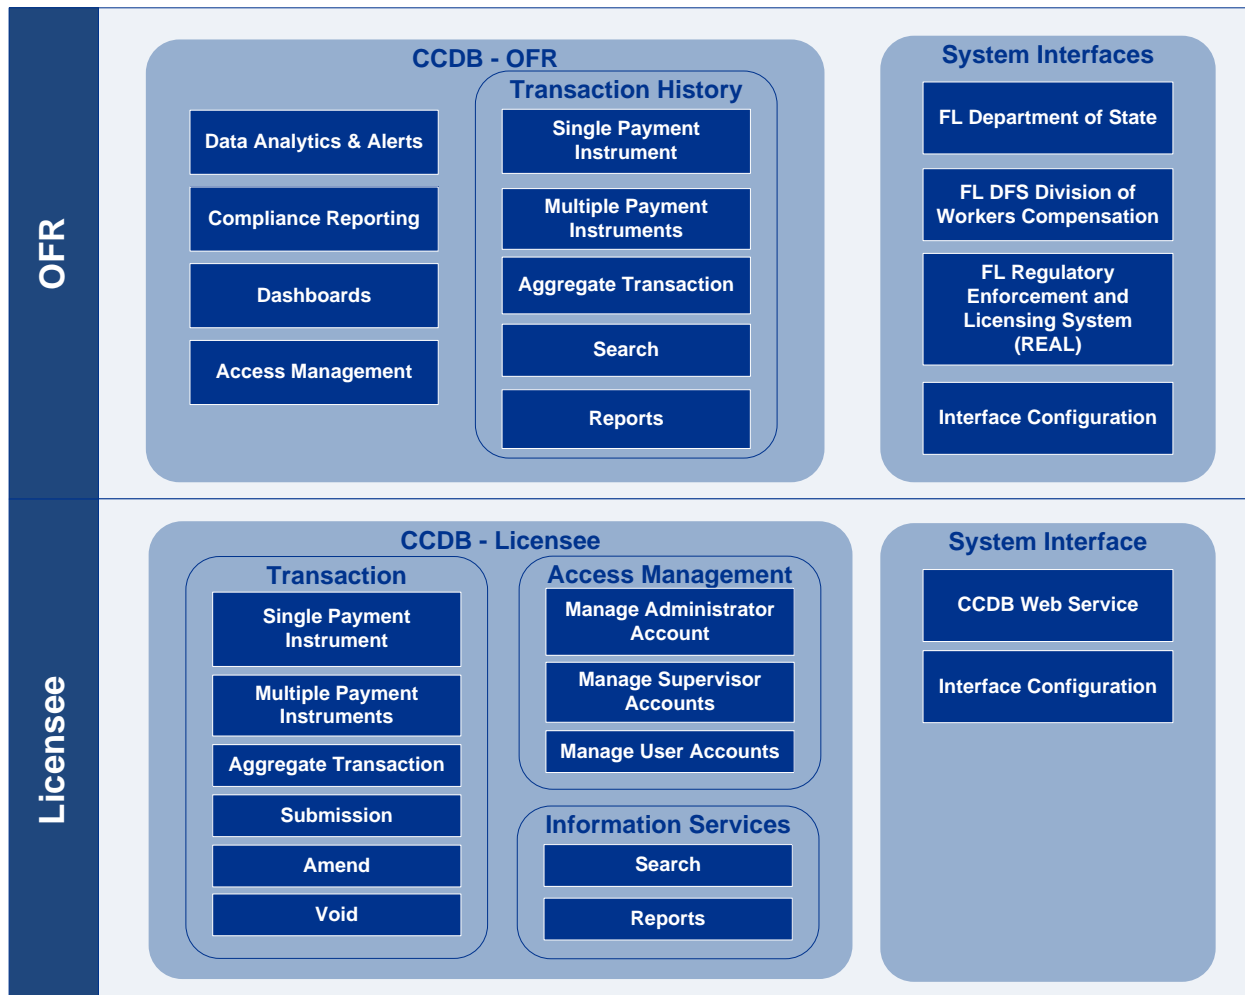 OFR
CCDB - OFR
Data Analytics & Alerts
Compliance Reporting
Dashboards
Access Management
Transaction History
Single Payment
Instrument
Multiple Payment
Instruments
Aggregate Transaction
Search
Reports
System Interfaces
FL Department of State
FL DFS Division of
Workers Compensation
FL Regulatory
Enforcement and
Licensing System
(REAL)
Interface Configuration
Licensee
CCDB - Licensee
Transaction
Single Payment
Instrument
Multiple Payment
Instruments
Aggregate Transaction
Submission
Amend
Void
Access Management
Manage Administrator
Account
Manage Supervisor
Accounts
Manage User Accounts
Information Services
Search
Reports
System Interface
CCDB Web Service
Interface Configuration